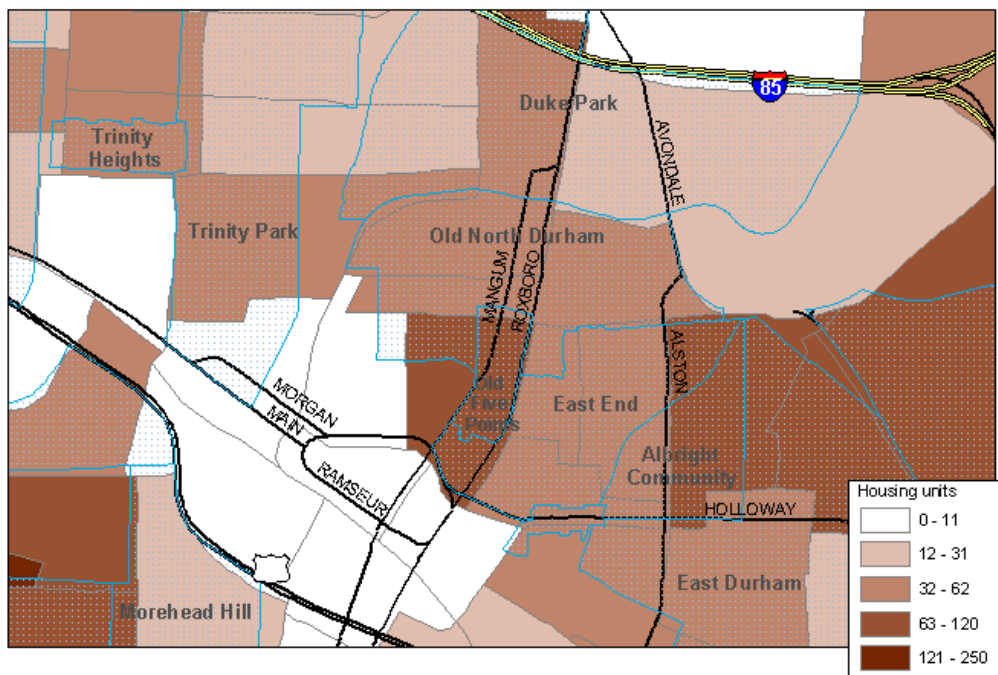 85
Duke Park
Trinity
Heights
AVONDALE
Trinity Park
Old North Durham
MANGUM
ROXBORO
ALSTON
MORGAN
MAIN
Old
Five
Points
East End
Albright
Community
RAMSEUR
HOLLOWAY
East Durham
Morehead Hill
Housing units
0 - 11
12 - 31
32 - 62
63 - 120
121 - 250